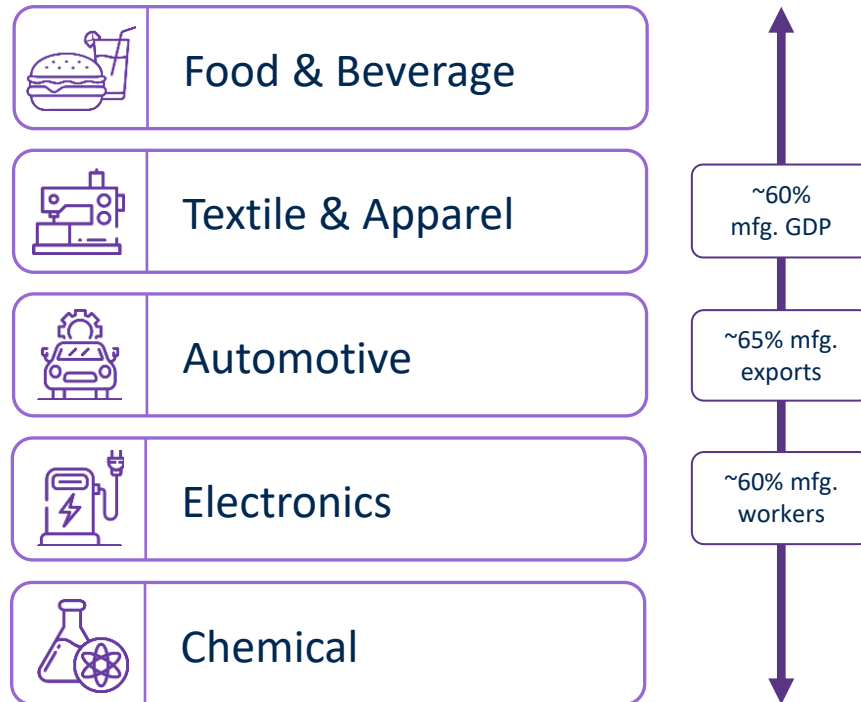 Food & Beverage
Textile & Apparel
Automotive
Electronics
Chemical
~60%
mfg. GDP
~65% mfg.
exports
~60% mfg.
workers